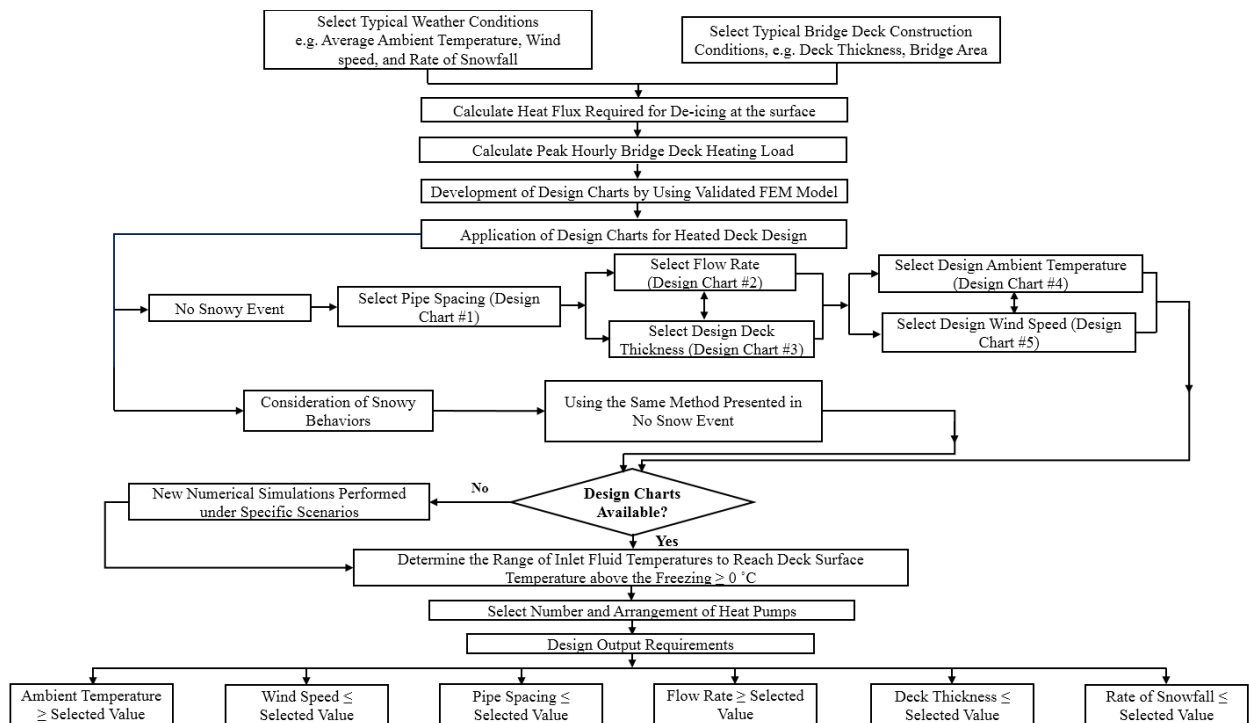 Select Typical Weather Conditions
e.g. Average Ambient Temperature, Wind
speed, and Rate of Snowfall
Select Typical Bridge Deck Construction
Conditions, e.g. Deck Thickness, Bridge Area
Calculate Heat Flux Required for De-icing at the surface
Calculate Peak Hourly Bridge Deck Heating Load
Development of Design Charts by Using Validated FEM Model
Application of Design Charts for Heated Deck Design
No Snowy Event
Select Pipe Spacing (Design
Chart #1)
Select Flow Rate
(Design Chart #2)
Select Design Deck
Thickness (Design Chart #3)
Select Design Ambient Temperature
(Design Chart #4)
Select Design Wind Speed (Design
Chart #5)
Consideration of Snowy
Behaviors
Using the Same Method Presented in
No Snow Event
Design Charts
Available?
No
New Numerical Simulations Performed
under Specific Scenarios
Yes
Determine the Range of Inlet Fluid Temperatures to Reach Deck Surface
Temperature above the Freezing ≥ 0 ˚C
Select Number and Arrangement of Heat Pumps
Design Output Requirements
Ambient Temperature
≥ Selected Value
Wind Speed ≤
Selected Value
Pipe Spacing ≤
Selected Value
Flow Rate ≥ Selected
Value
Deck Thickness ≤
Selected Value
Rate of Snowfall ≤
Selected Value